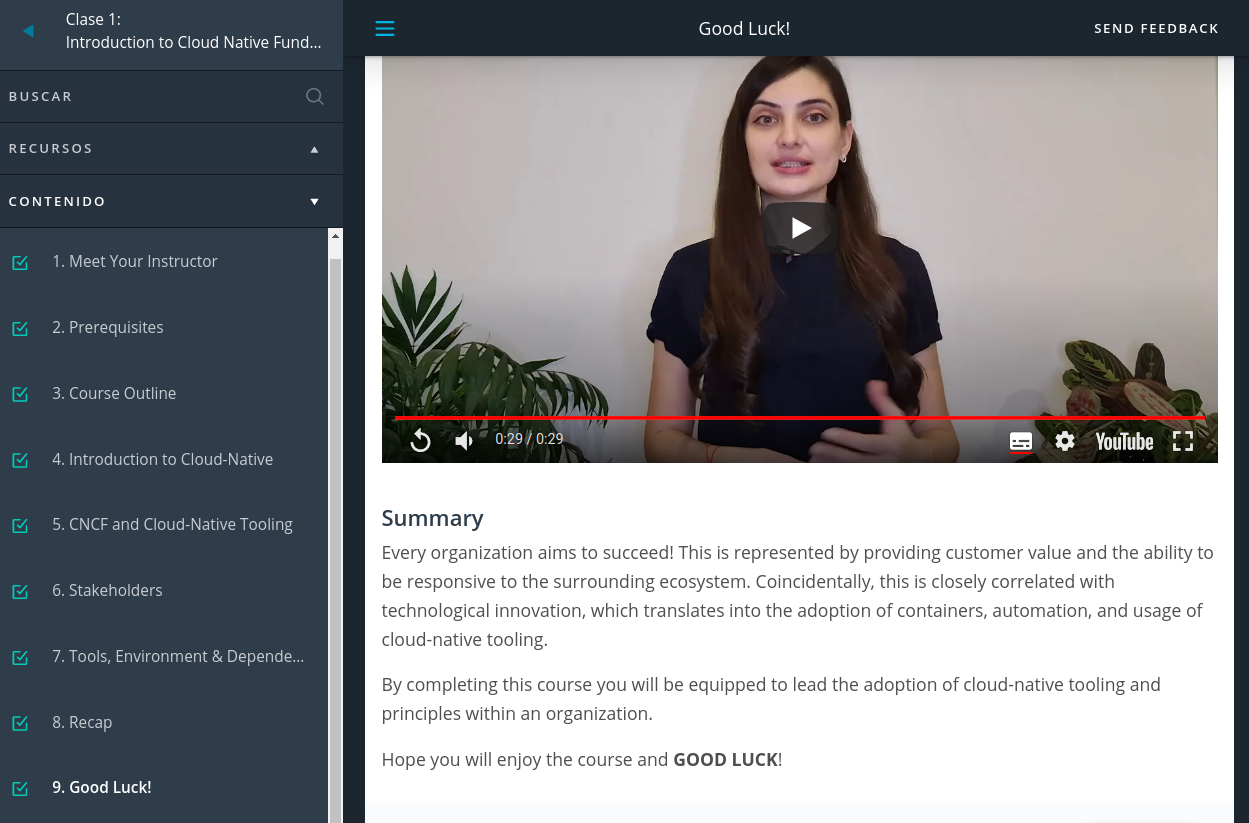 Clase 1:
Introduction to Cloud Native Fund...
BUSCAR
RECURSOS
CONTENIDO
1. Meet Your Instructor
2. Prerequisites
3. Course Outline
4. Introduction to Cloud-Native
5. CNCF and Cloud-Native Tooling
6. Stakeholders
7. Tools, Environment & Depende...
8. Recap
9. Good Luck!
Good Luck!
SEND FEEDBACK
0:29 / 0:29
YouTube
Summary
Every organization aims to succeed! This is represented by providing customer value and the ability to
be responsive to the surrounding ecosystem. Coincidentally, this is closely correlated with
technological innovation, which translates into the adoption of containers, automation, and usage of
cloud-native tooling.
By completing this course you will be equipped to lead the adoption of cloud-native tooling and
principles within an organization.
Hope you will enjoy the course and GOOD LUCK!